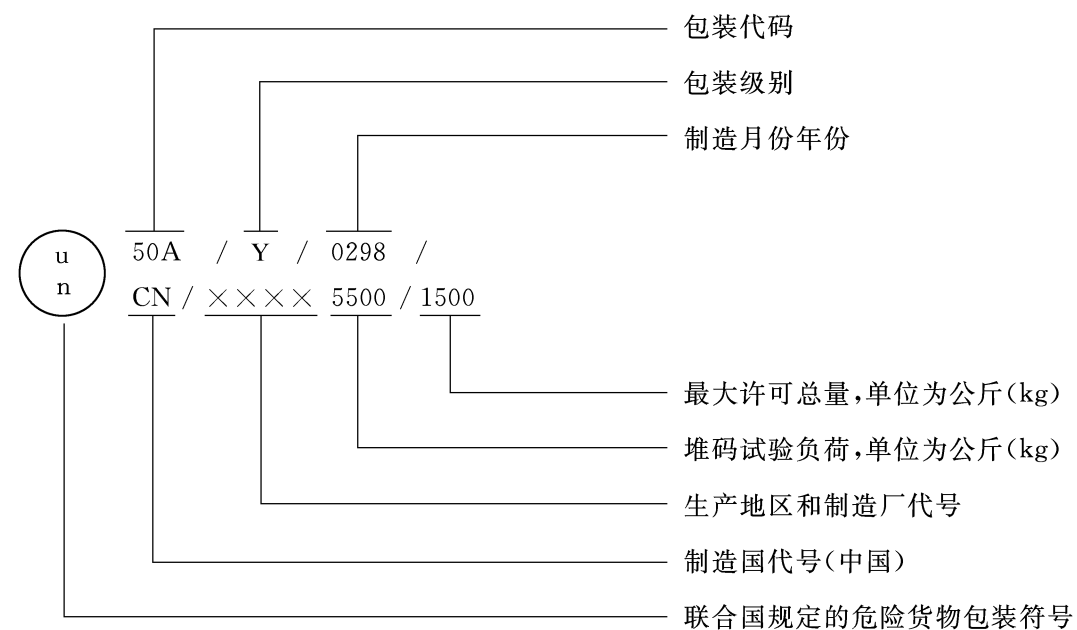 包装代码
包装级别
制造月份年份
u
n
50A / Y / 0298 /
CN / ×××× 5500 / 1500
最大许可总量,单位为公斤(kg)
堆码试验负荷,单位为公斤(kg)
生产地区和制造厂代号
制造国代号(中国)
联合国规定的危险货物包装符号